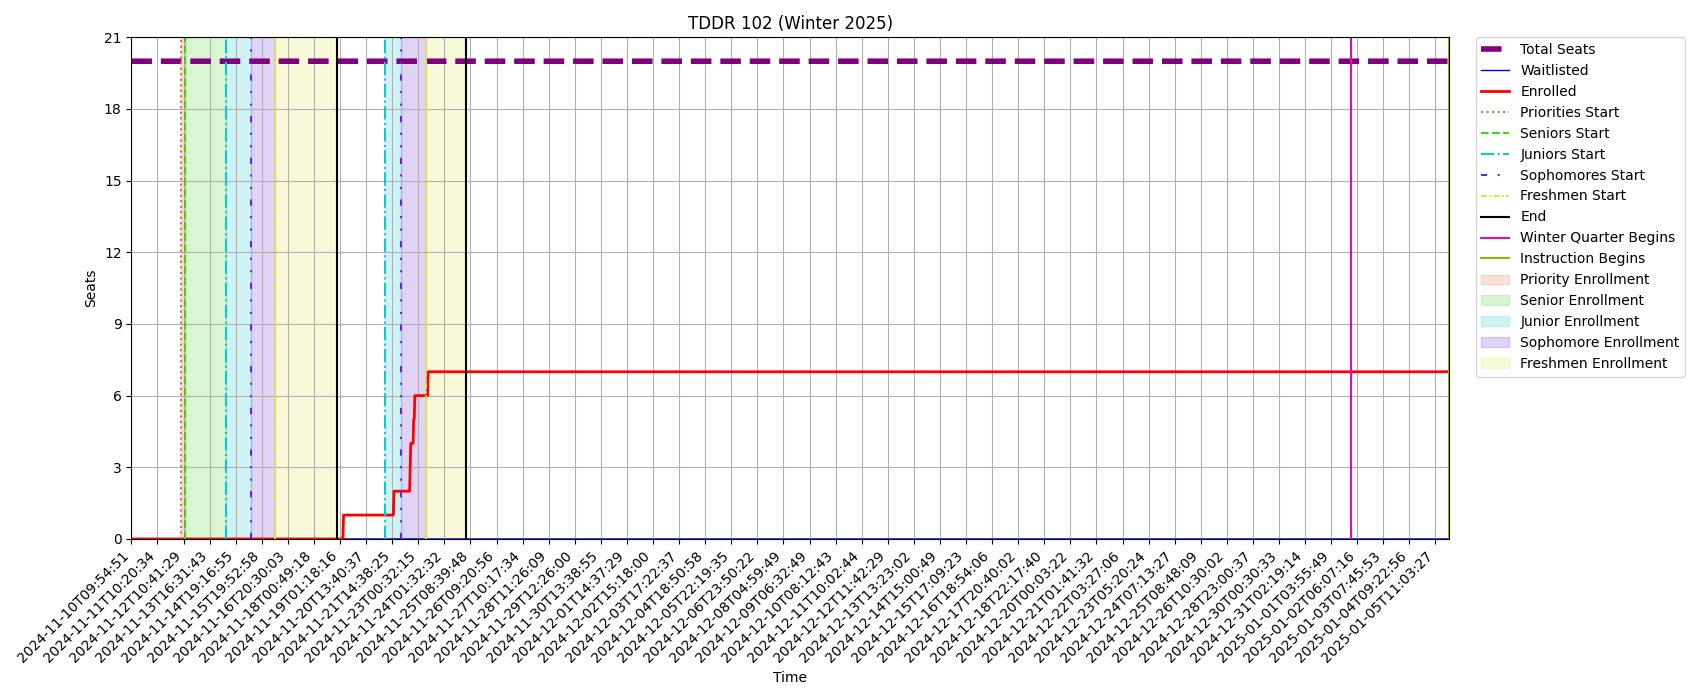 TDDR 102 (Winter 2025)
21
18
15
12
9
6
3
0
Seats
2024-11-10T09:54:51
2024-11-11T10:20:34
2024-11-12T10:41:29
2024-11-13T16:31:43
2024-11-14T19:16:55
2024-11-15T19:52:58
2024-11-16T20:30:03
2024-11-18T00:49:18
2024-11-19T01:18:16
2024-11-20T13:40:37
2024-11-21T14:38:25
2024-11-23T00:32:15
2024-11-24T01:32:32
2024-11-25T08:39:48
2024-11-26T09:20:56
2024-11-27T10:17:34
2024-11-28T11:26:09
2024-11-29T12:26:00
2024-11-30T13:38:55
2024-12-01T14:37:29
2024-12-02T15:18:00
2024-12-03T17:22:37
2024-12-04T18:50:58
2024-12-05T22:19:35
2024-12-06T23:50:22
2024-12-08T04:59:49
2024-12-09T06:32:49
2024-12-10T08:12:43
2024-12-11T10:02:44
2024-12-12T11:42:29
2024-12-13T13:23:02
2024-12-14T15:00:49
2024-12-15T17:09:23
2024-12-16T18:54:06
2024-12-17T20:40:02
2024-12-18T22:17:40
2024-12-20T00:03:22
2024-12-21T01:41:32
2024-12-22T03:27:06
2024-12-23T05:20:24
2024-12-24T07:13:27
2024-12-25T08:48:09
2024-12-26T10:30:02
2024-12-28T23:00:37
2024-12-30T00:30:33
2024-12-31T02:19:14
2025-01-01T03:55:49
2025-01-02T06:07:16
2025-01-03T07:45:53
2025-01-04T09:22:56
2025-01-05T11:03:27
Time
Total Seats
Waitlisted
Enrolled
Priorities Start
Seniors Start
Juniors Start
Sophomores Start
Freshmen Start
End
Winter Quarter Begins
Instruction Begins
Priority Enrollment
Senior Enrollment
Junior Enrollment
Sophomore Enrollment
Freshmen Enrollment